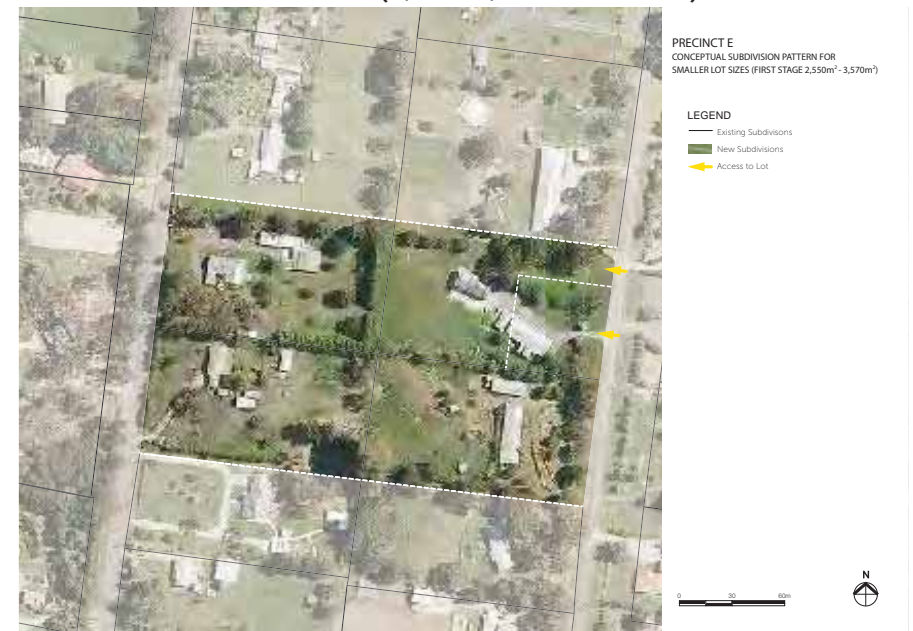 PRECINCT E
CONCEPTUAL SUBDIVISION PATTERN FOR
SMALLER LOT SIZES (FIRST STAGE 2,550m² - 3,570m²)
LEGEND
Existing Subdivisons
New Subdivisions
Access to Lot
N
0 30 60m